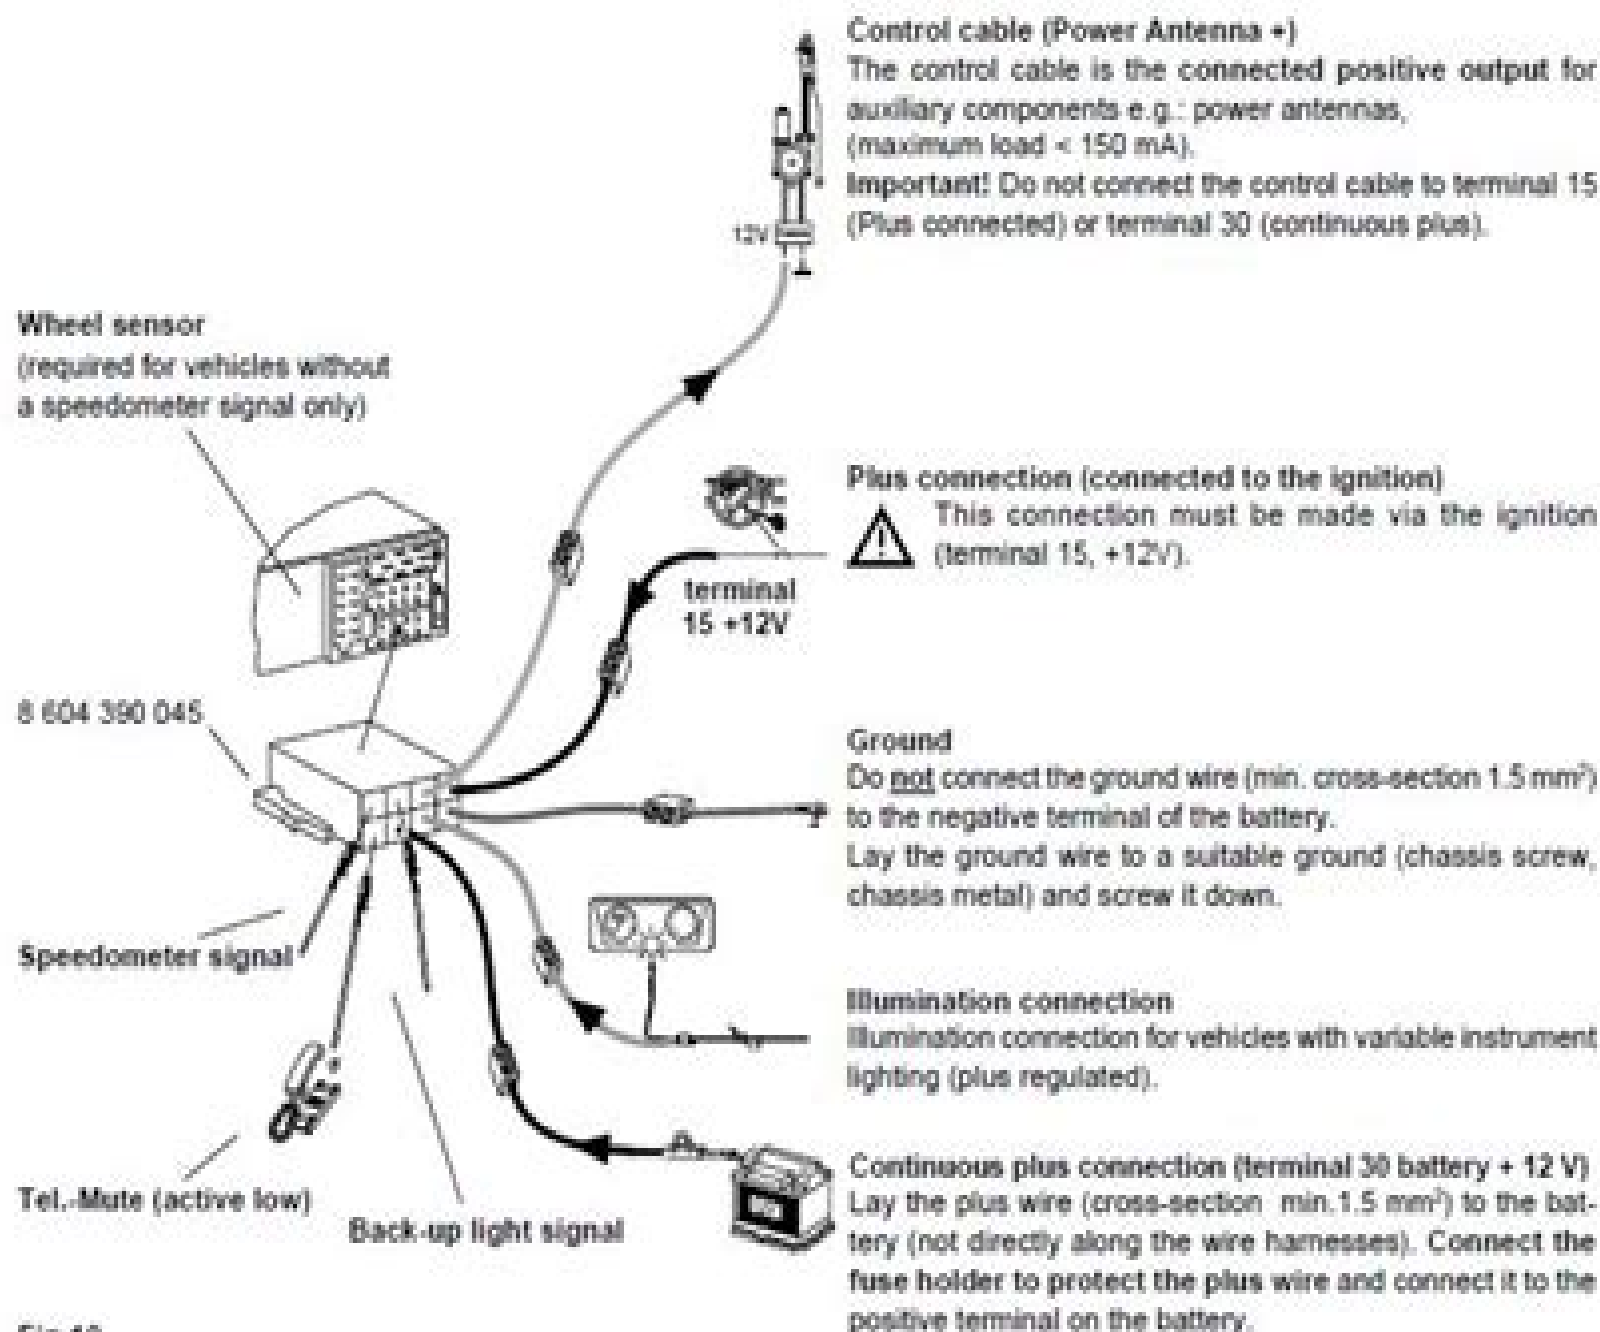 Control cable (Power Antenna +)
The control cable is the connected positive output for
auxiliary components e.g.: power antennas,
(maximum load < 150 mA).
Important! Do not connect the control cable to terminal 15
(Plus connected) or terminal 30 (continuous plus).
12V
Wheel sensor
(required for vehicles without
a speedometer signal only)
Plus connection (connected to the ignition)
This connection must be made via the ignition
(terminal 15, +12V).
terminal
15 +12V
8 604 390 045
Ground
Do not connect the ground wire (min. cross-section 1.5 mm²)
to the negative terminal of the battery.
Lay the ground wire to a suitable ground (chassis screw,
chassis metal) and screw it down.
Speedometer signal
Illumination connection
Illumination connection for vehicles with variable instrument
lighting (plus regulated).
Tel.-Mute (active low)
Back-up light signal
Continuous plus connection (terminal 30 battery + 12 V)
Lay the plus wire (cross-section min.1.5 mm²) to the bat-
tery (not directly along the wire harnesses). Connect the
fuse holder to protect the plus wire and connect it to the
positive terminal on the battery.